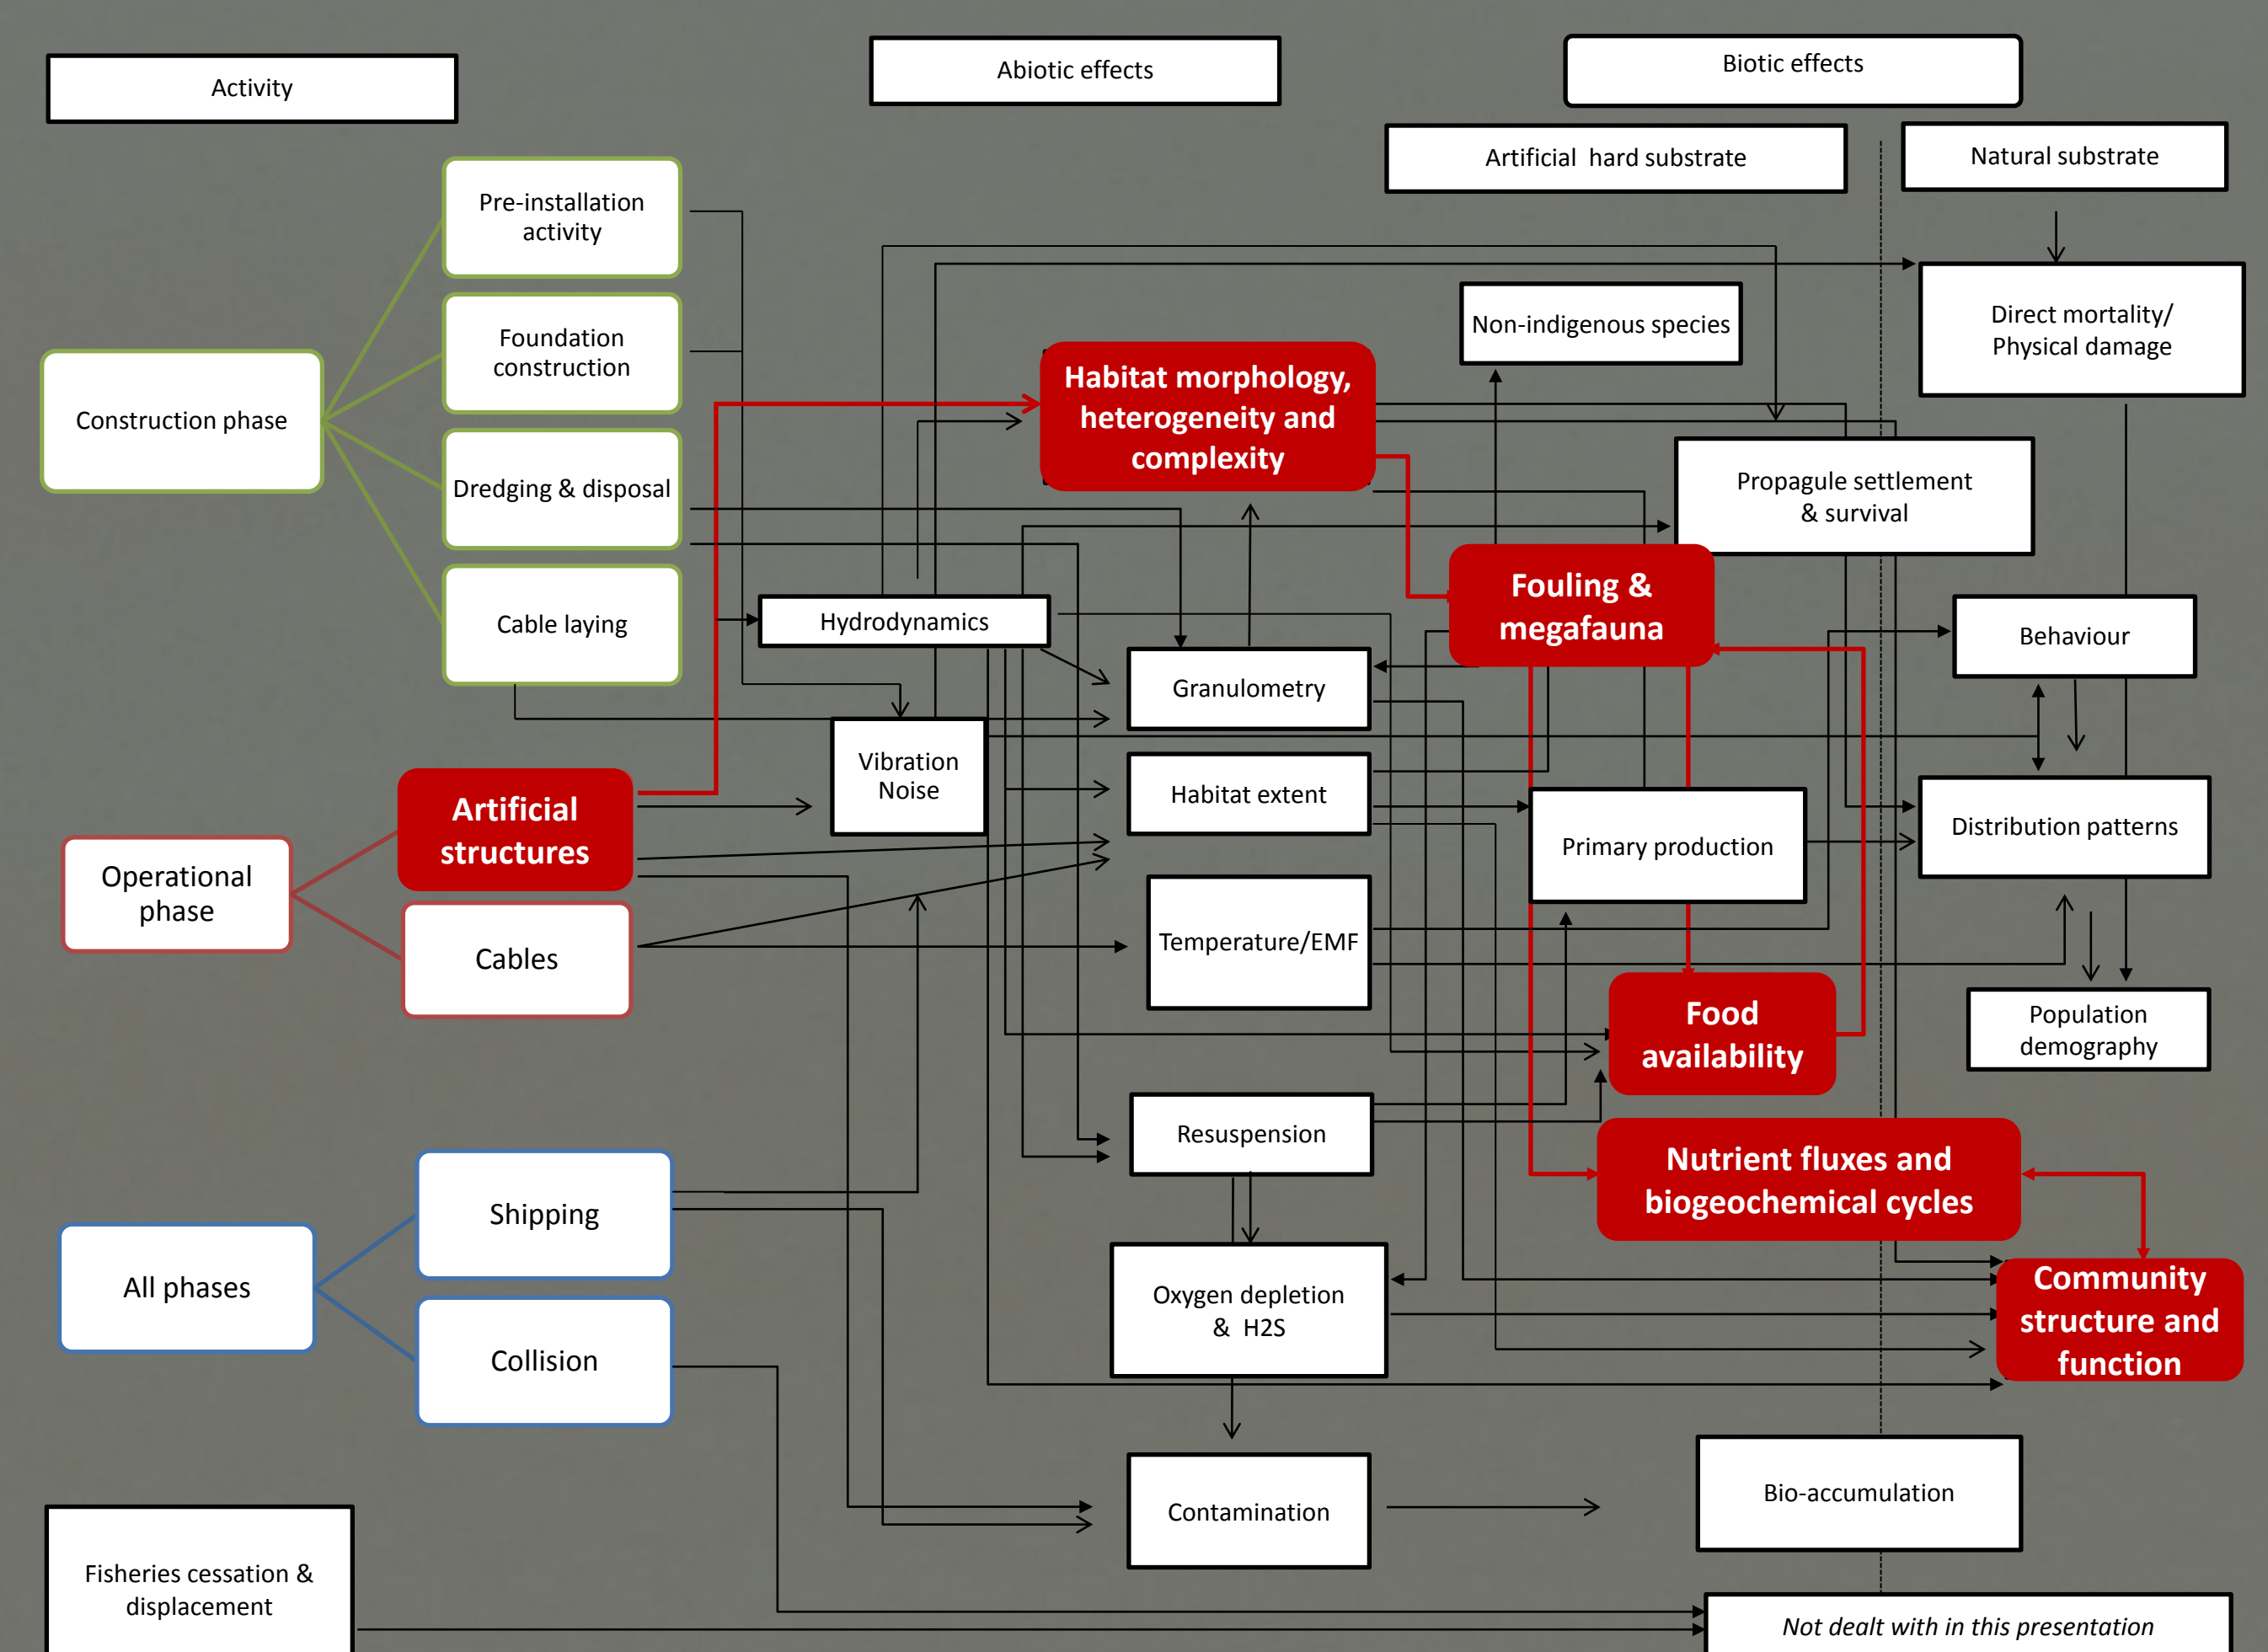 Activity
Abiotic effects
Biotic effects
Artificial hard substrate
Natural substrate
Pre-installation
activity
Foundation
construction
Construction phase
Dredging & disposal
Cable laying
Non-indigenous species
Direct mortality/
Physical damage
Habitat morphology,
heterogeneity and
complexity
Propagule settlement
& survival
Hydrodynamics
Fouling &
megafauna
Behaviour
Granulometry
Vibration
Noise
Habitat extent
Artificial
structures
Primary production
Distribution patterns
Operational
phase
Cables
Temperature/EMF
Food
availability
Population
demography
Resuspension
Nutrient fluxes and
biogeochemical cycles
Shipping
All phases
Collision
Oxygen depletion
& H2S
Community
structure and
function
Contamination
Bio-accumulation
Fisheries cessation &
displacement
Not dealt with in this presentation